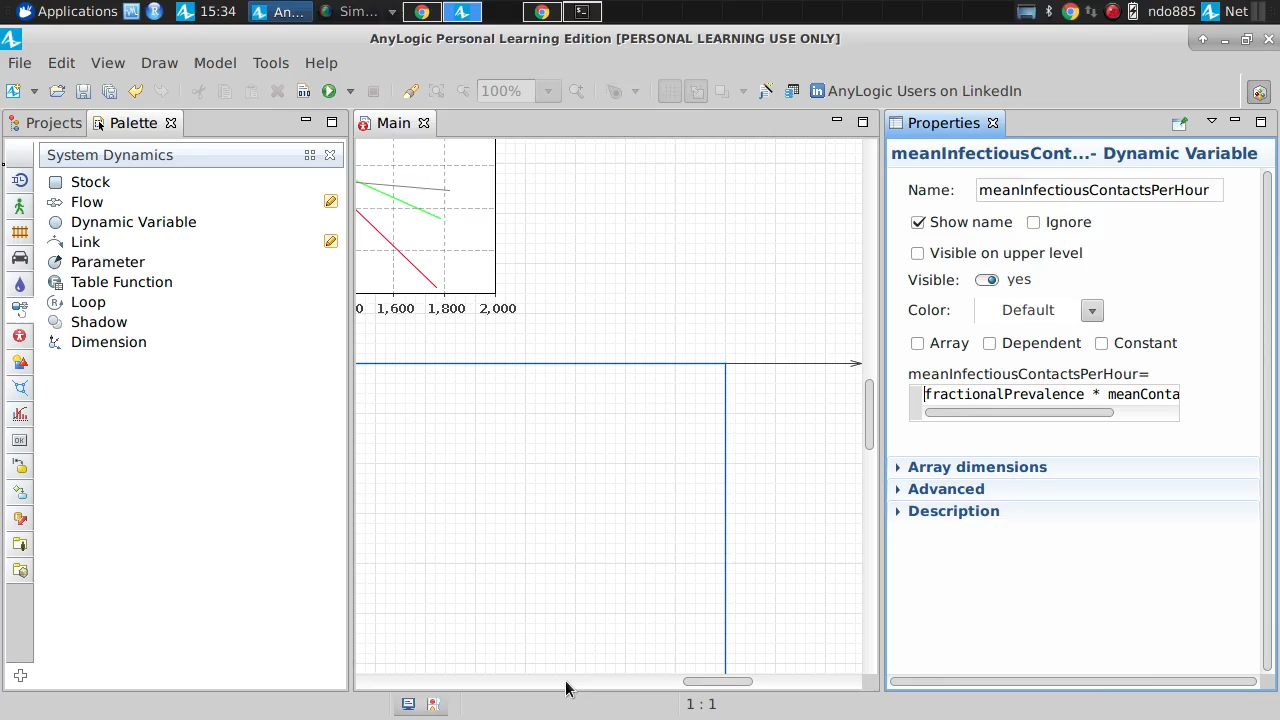 Applications 15:34 An... Sim... ndo885 Net
AnyLogic Personal Learning Edition [PERSONAL LEARNING USE ONLY]
File Edit View Draw Model Tools Help
100% AnyLogic Users on LinkedIn
Projects Palette Main Properties
System Dynamics
Stock
Flow
Dynamic Variable
Link
Parameter
Table Function
Loop
Shadow
Dimension
0 1,600 1,800 2,000
meanInfectiousCont...- Dynamic Variable
Name: meanInfectiousContactsPerHour
Show name Ignore
Visible on upper level
Visible: yes
Color: Default
Array Dependent Constant
meanInfectiousContactsPerHour=
fractionalPrevalence * meanConta
Array dimensions
Advanced
Description
1 : 1